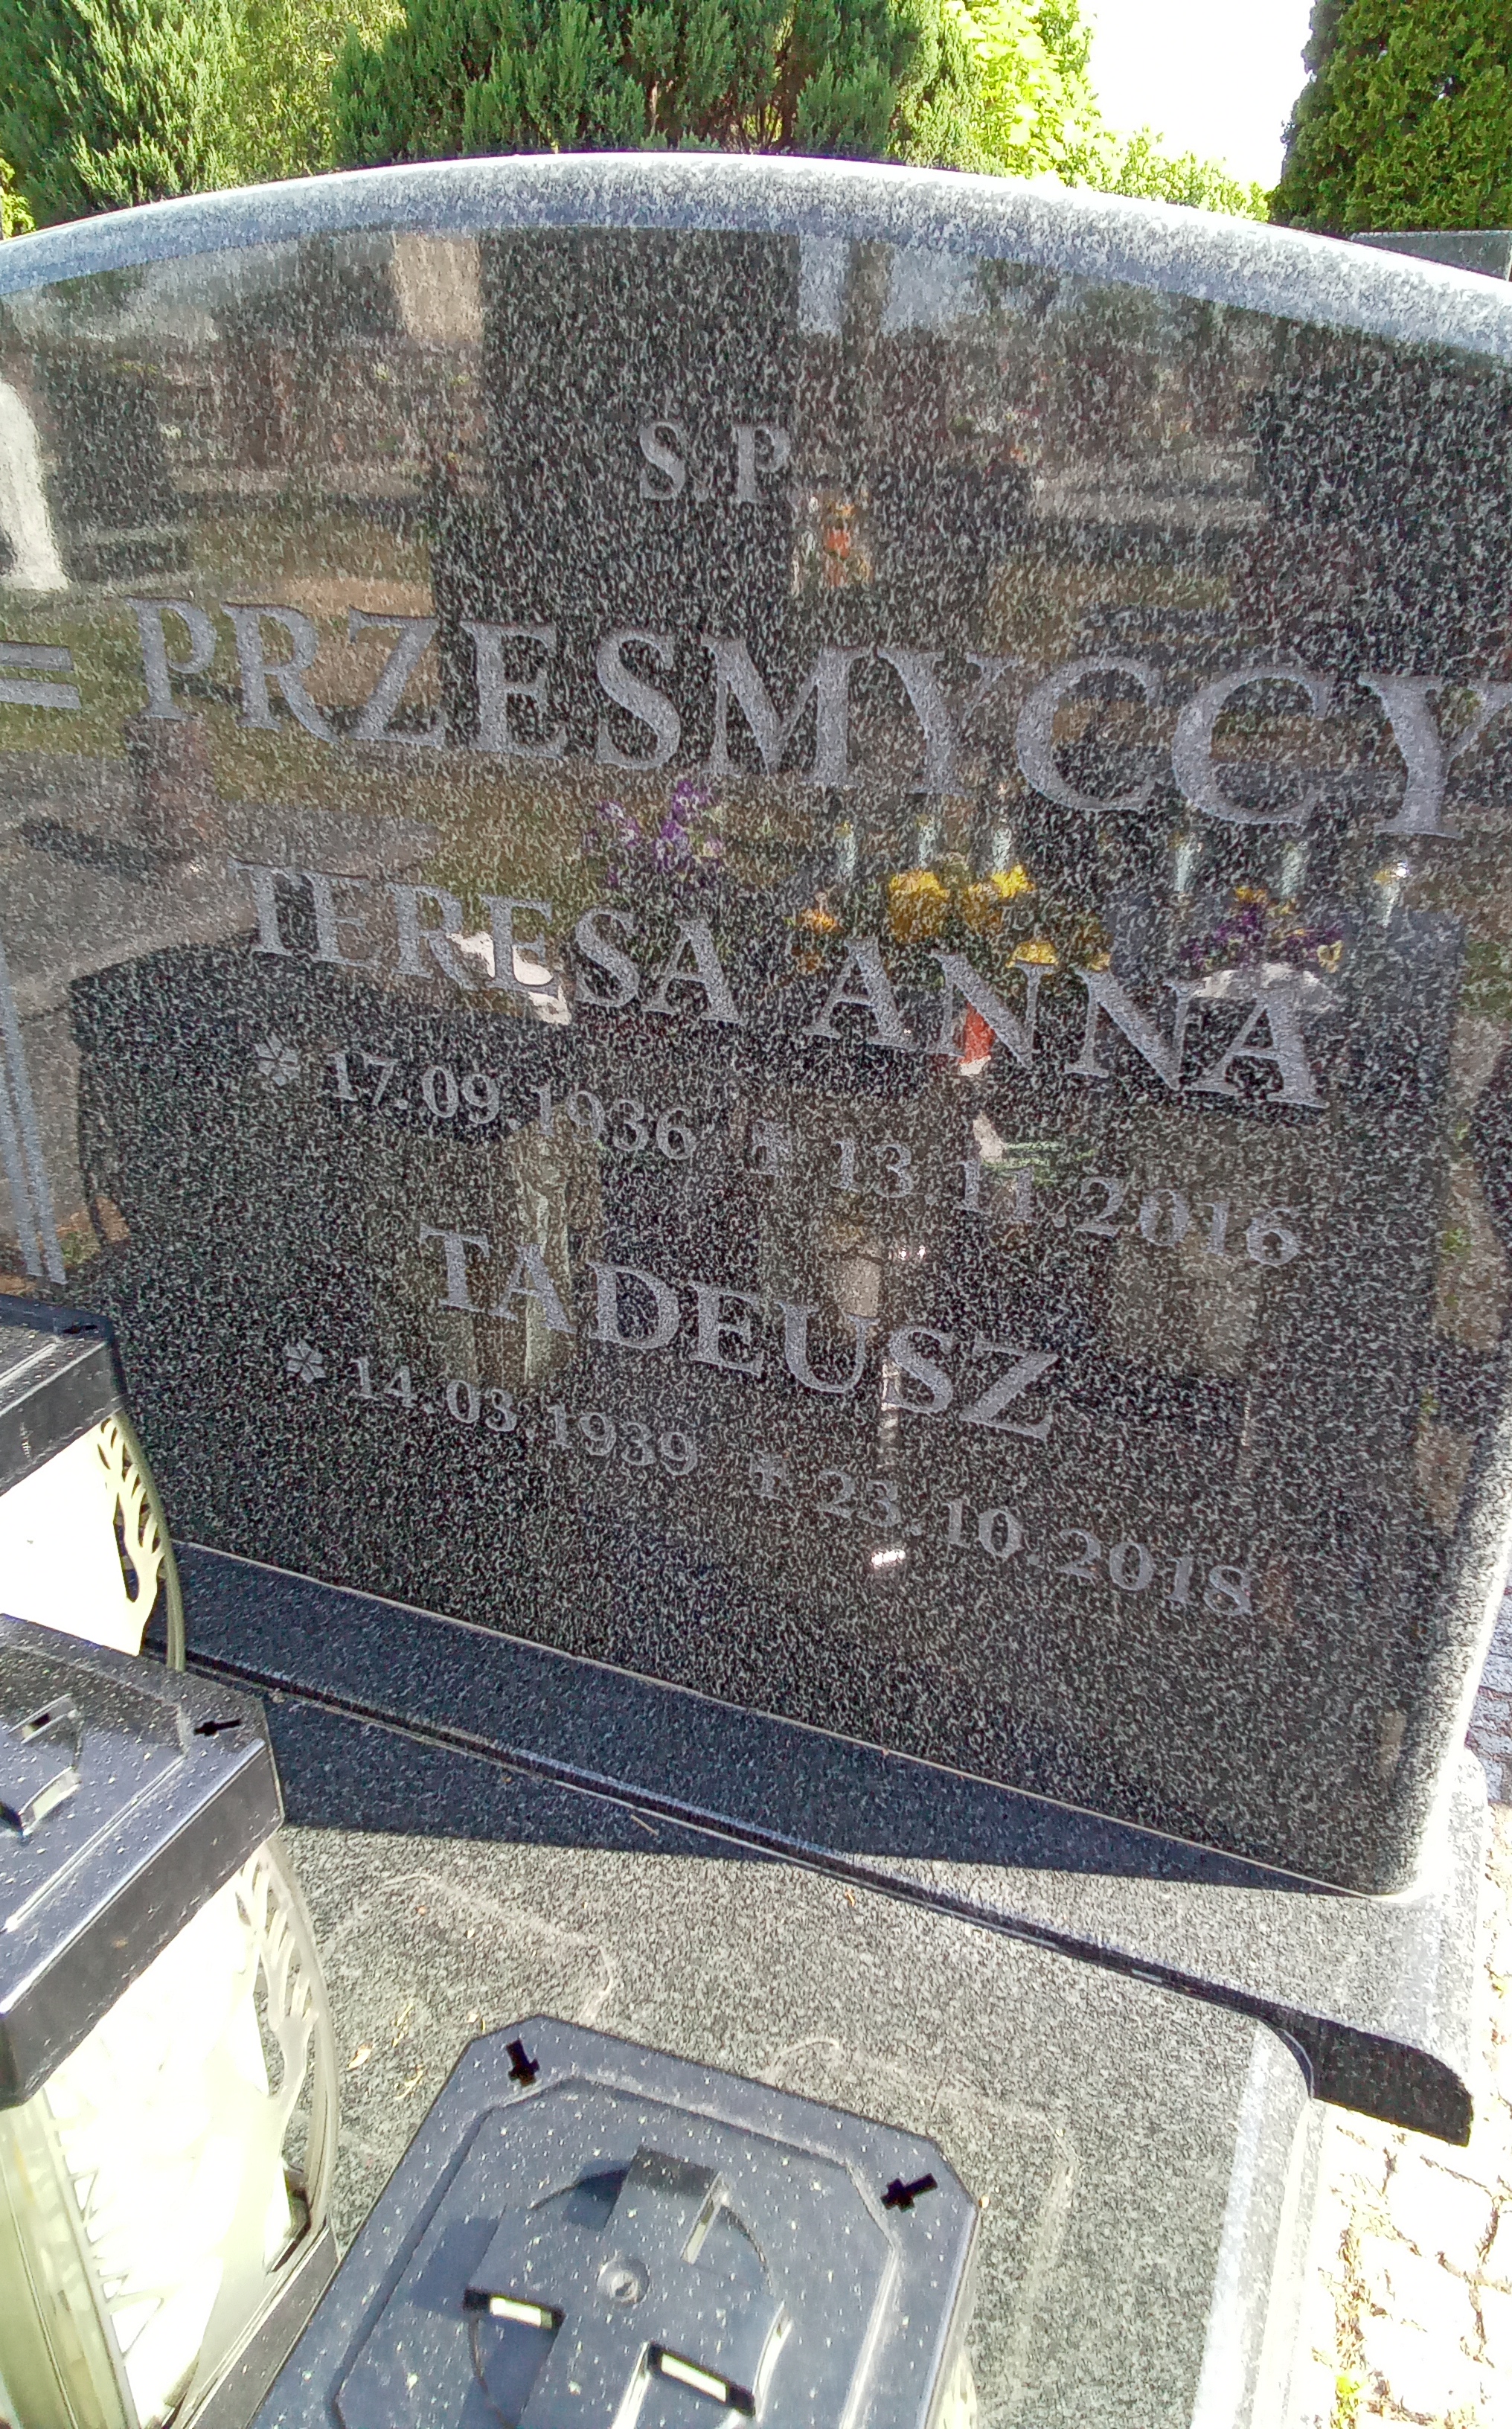 S.P
PRZESMYCCY
TERESA ANNA
17.09.1936 13.11.2016
TADEUSZ
14.03.1939 23.10.2018